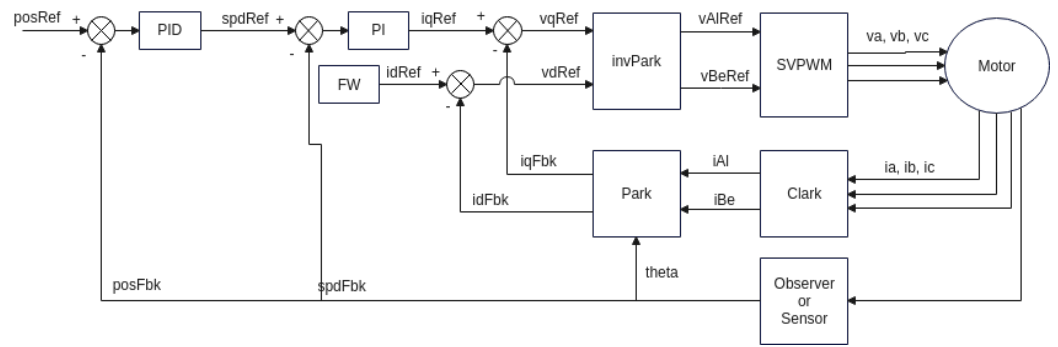 posRef
+
-
PID
spdRef
+
-
PI
iqRef
+
-
vqRef
FW
idRef
+
-
vdRef
invPark
vAlRef
vBeRef
SVPWM
va, vb, vc
Motor
iqFbk
idFbk
Park
iAl
iBe
Clark
ia, ib, ic
theta
posFbk
spdFbk
Observer
or
Sensor